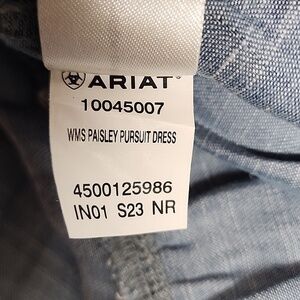 ARIAT
10045007
WMS PAISLEY PURSUIT DRESS
4500125986
IN01 S23 NR